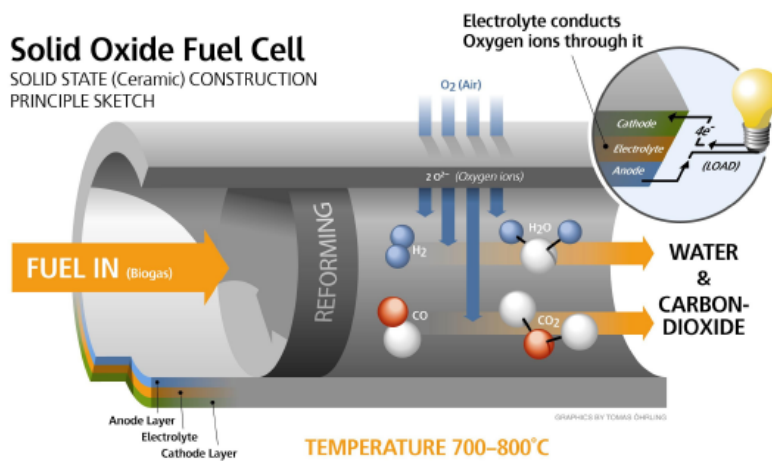 Solid Oxide Fuel Cell
SOLID STATE (Ceramic) CONSTRUCTION
PRINCIPLE SKETCH
Electrolyte conducts
Oxygen ions through it
O₂ (Air)
Cathode
Electrolyte
Anode
4e⁻
(LOAD)
2 O²⁻ (Oxygen ions)
REFORMING
FUEL IN (Biogas)
H₂
H₂O
CO
CO₂
WATER
&
CARBON-
DIOXIDE
Anode Layer
Electrolyte
Cathode Layer
GRAPHICS BY TOMAS ÖHRLING
TEMPERATURE 700–800°C